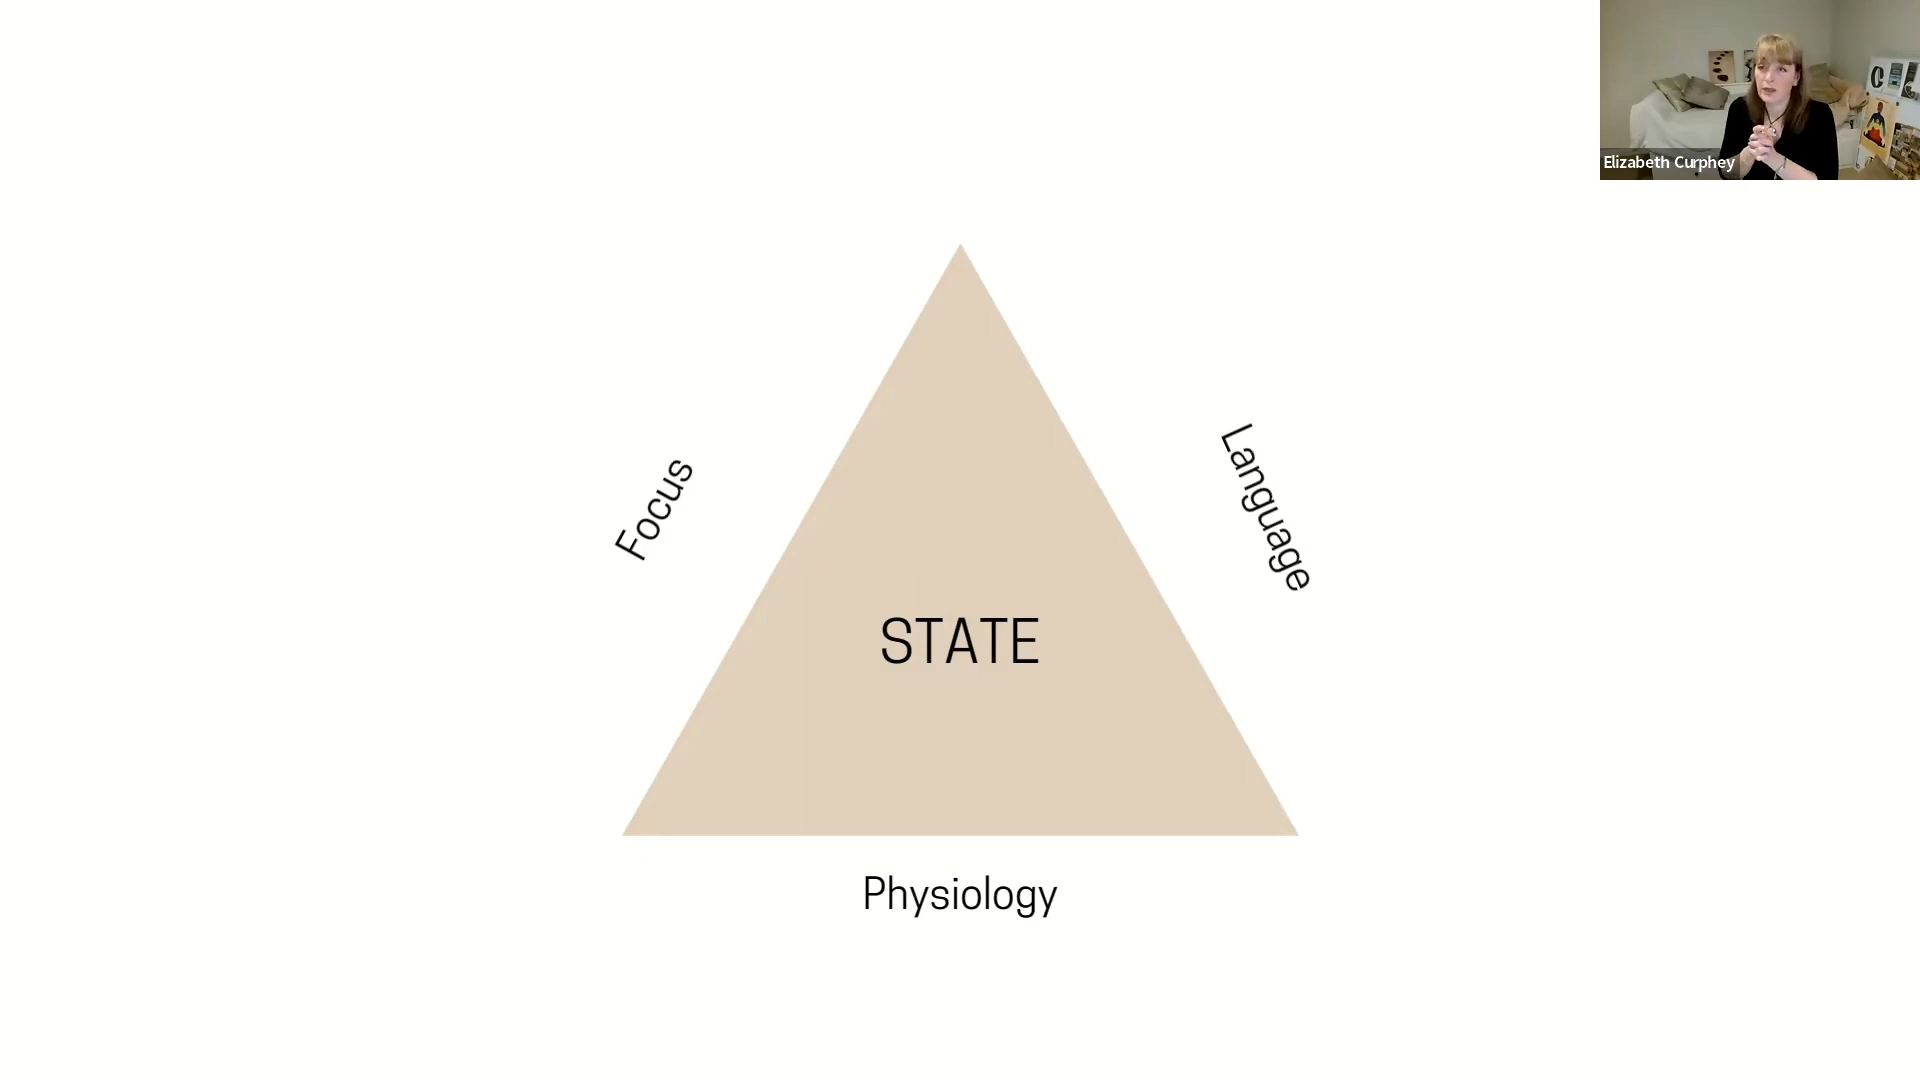 Elizabeth Curphey
Focus
Language
STATE
Physiology